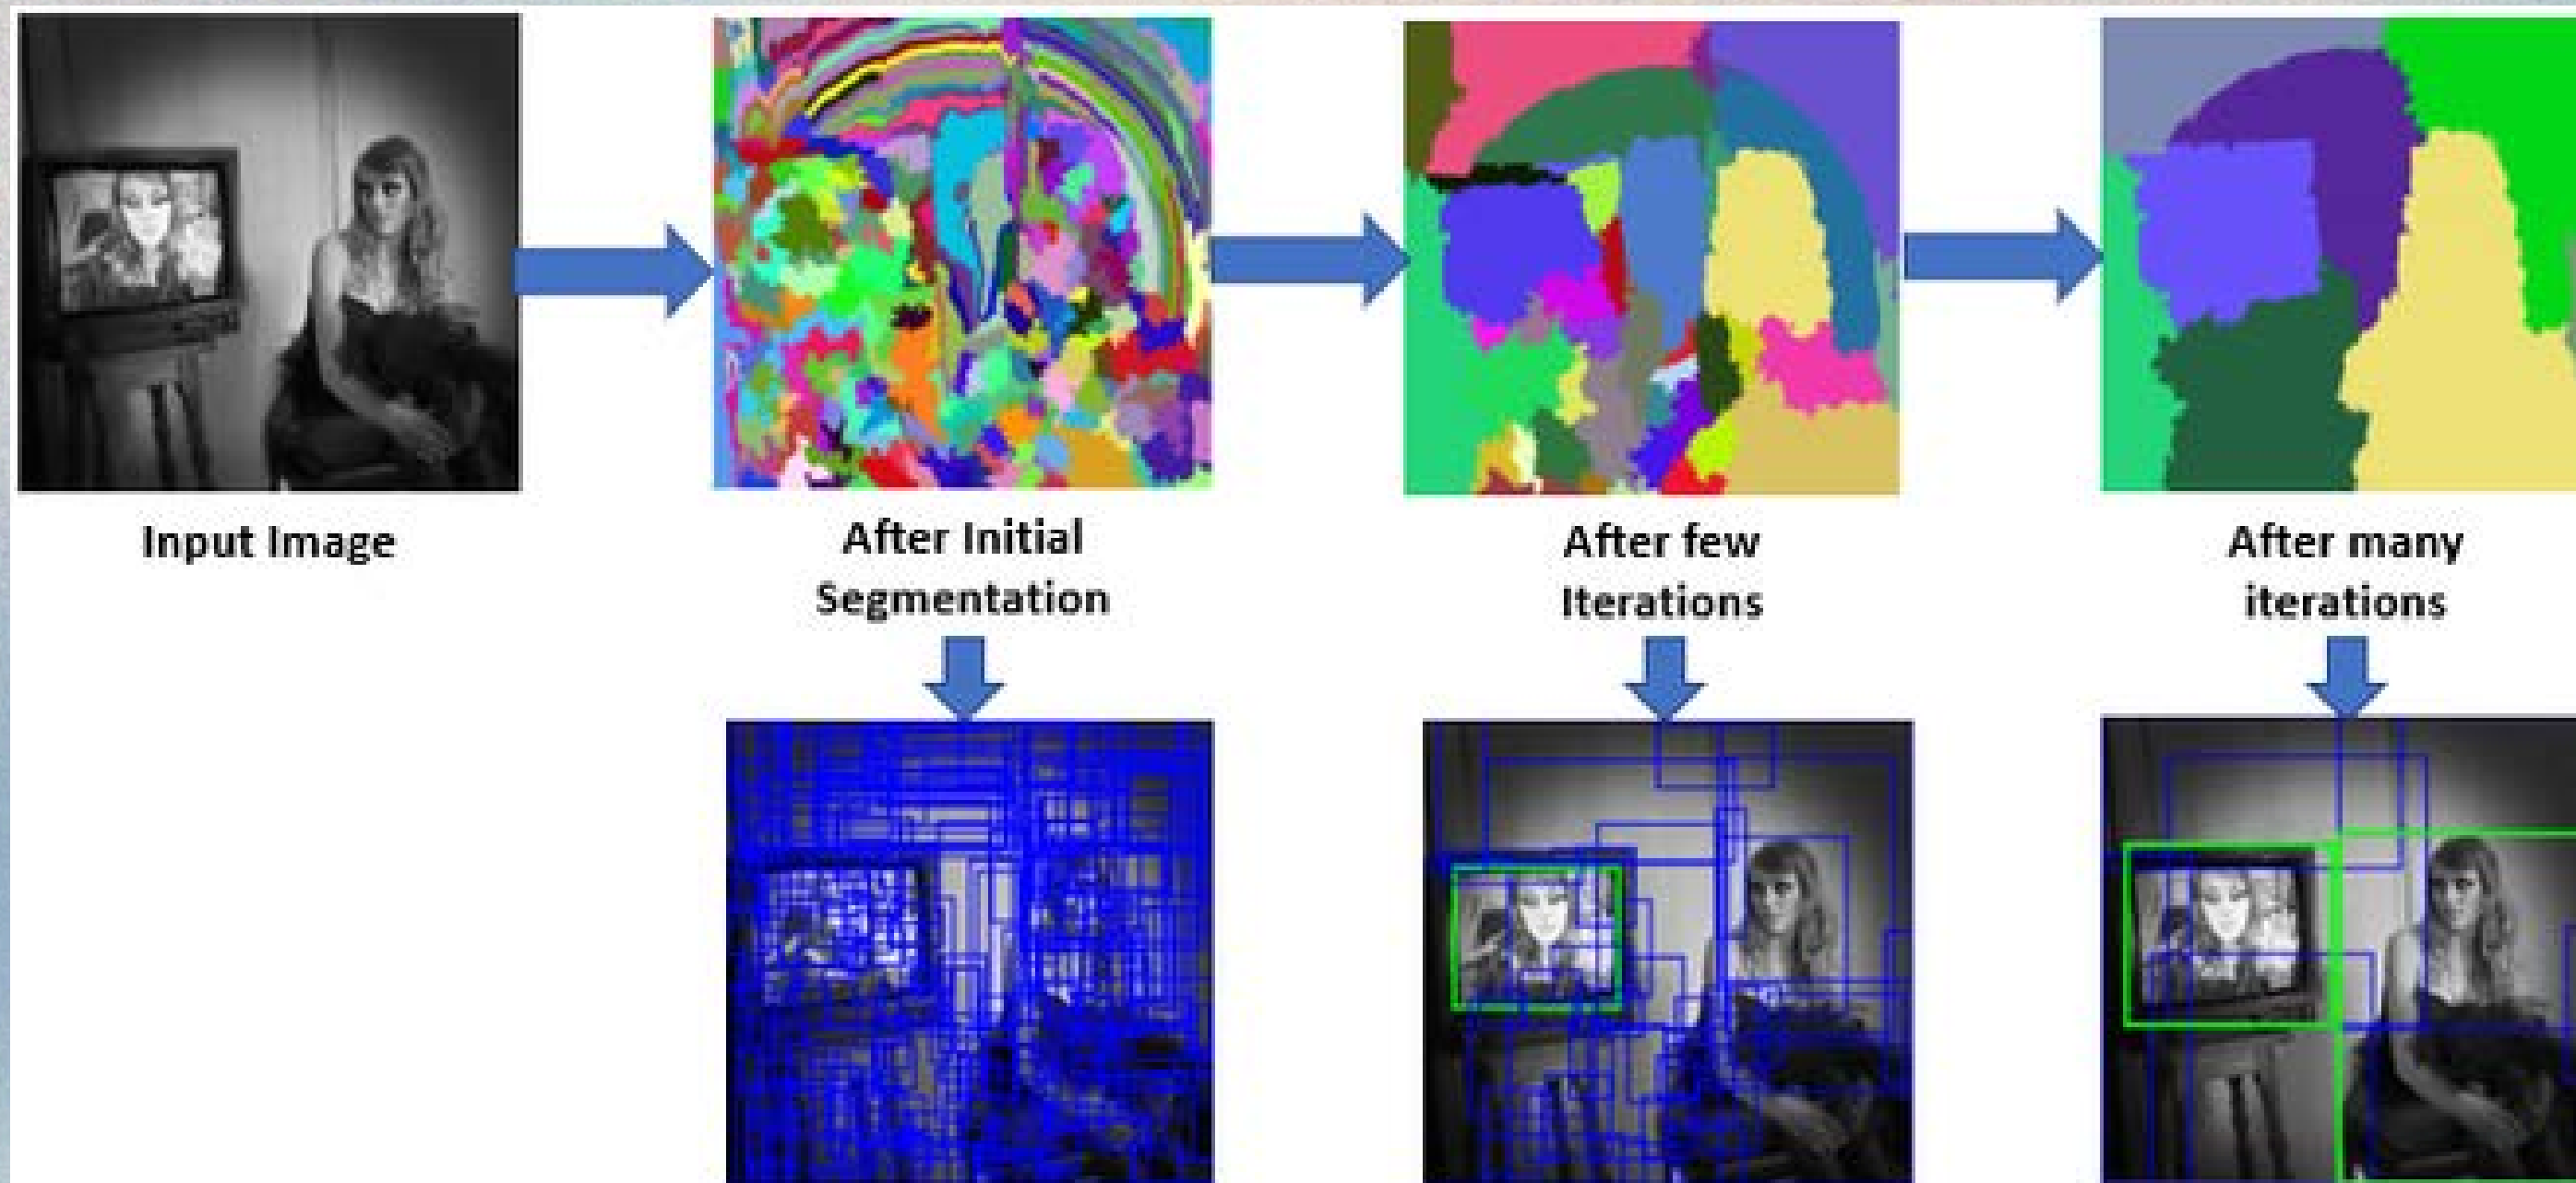 Input Image
After Initial
Segmentation
After few
Iterations
After many
iterations